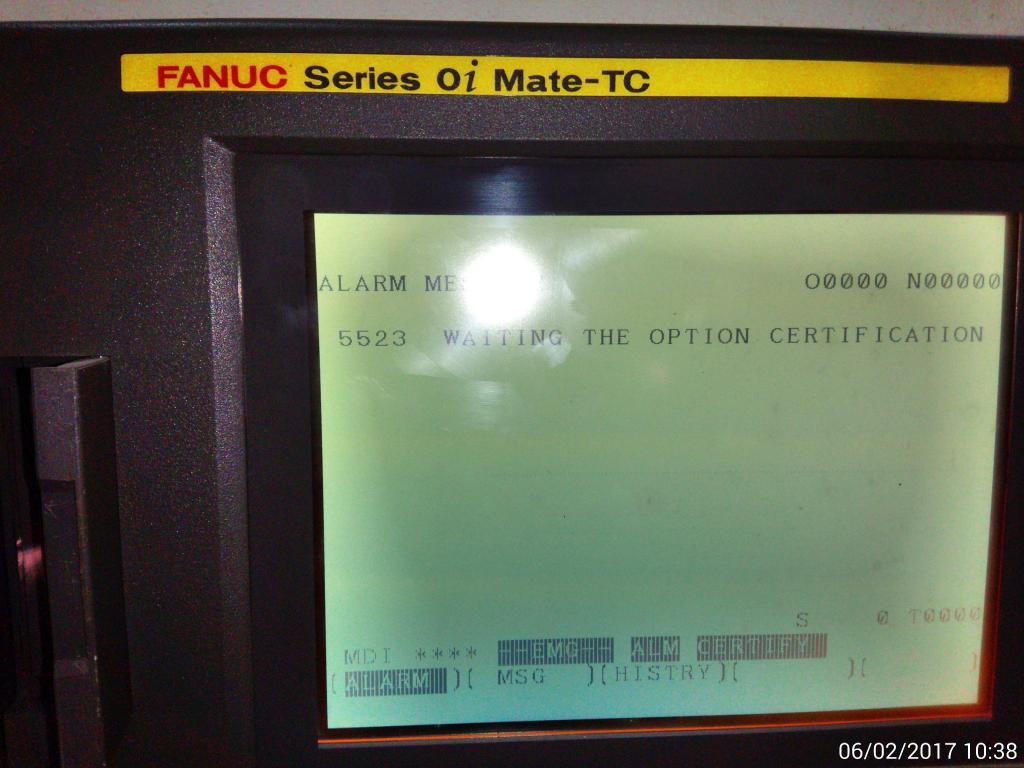 FANUC Series 0i Mate-TC
ALARM O0000 N00000
5523 WAITING THE OPTION CERTIFICATION
S 0 T0000
MDI **** --EMG-- ALM CERTIFY
(ALARM)( MSG )(HISTRY)( )( )
06/02/2017 10:38